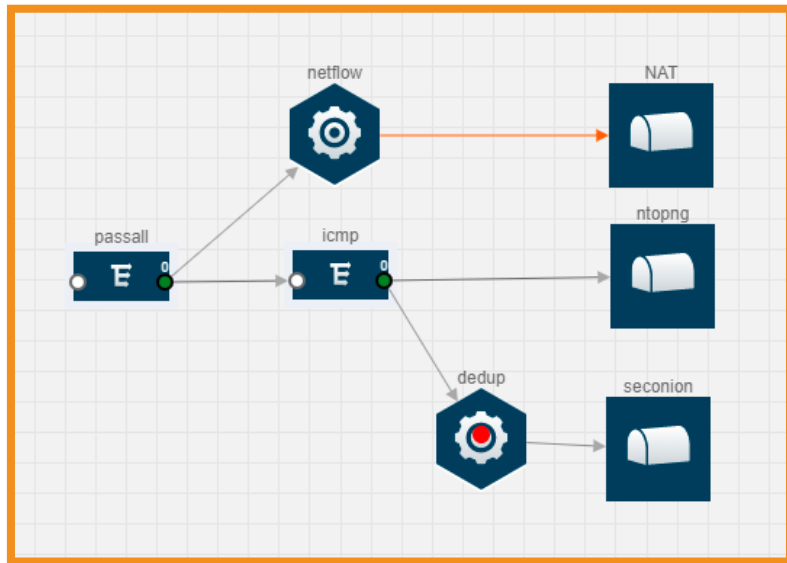 netflow
NAT
passall
0
icmp
0
ntopng
dedup
seconion